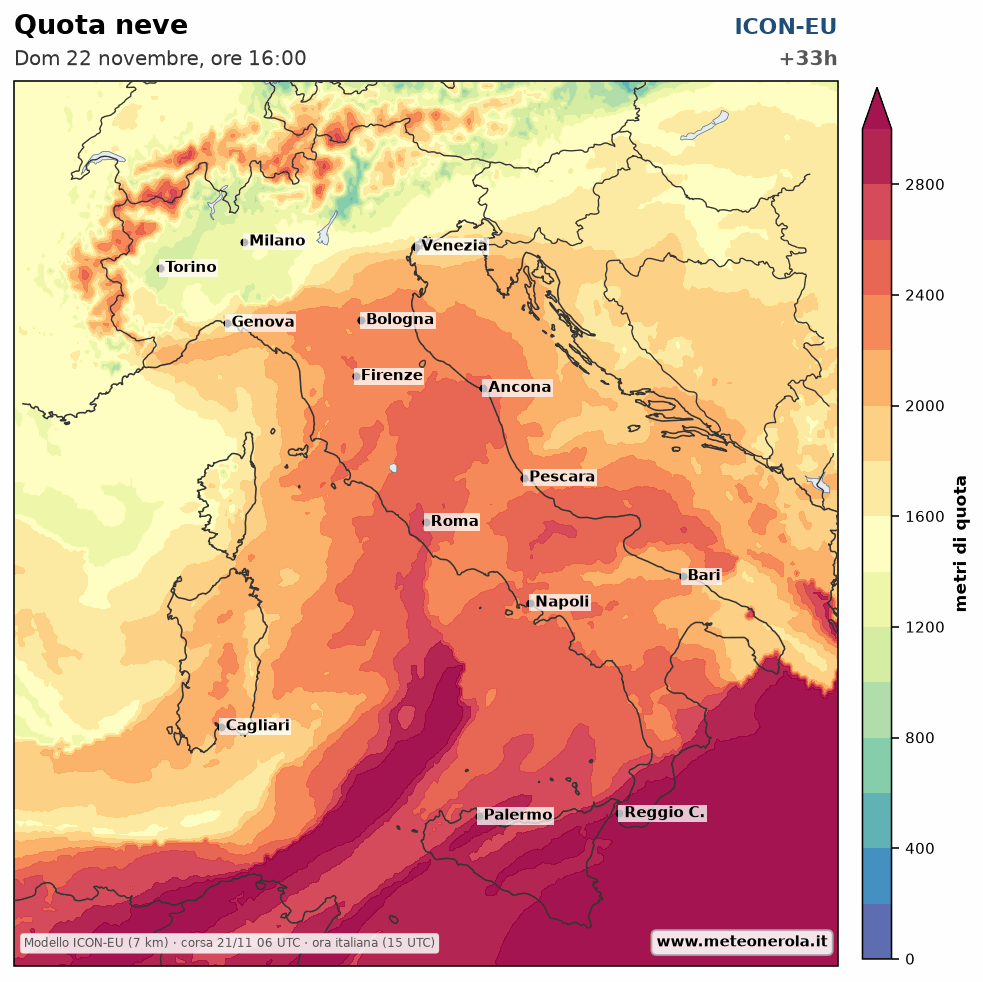 Quota neve
ICON-EU
Dom 22 novembre, ore 16:00
+33h
Milano
Venezia
Torino
Genova
Bologna
Firenze
Ancona
Pescara
Roma
Bari
Napoli
Cagliari
Palermo
Reggio C.
2800
2400
2000
1600
1200
800
400
0
metri di quota
Modello ICON-EU (7 km) · corsa 21/11 06 UTC · ora italiana (15 UTC)
www.meteonerola.it